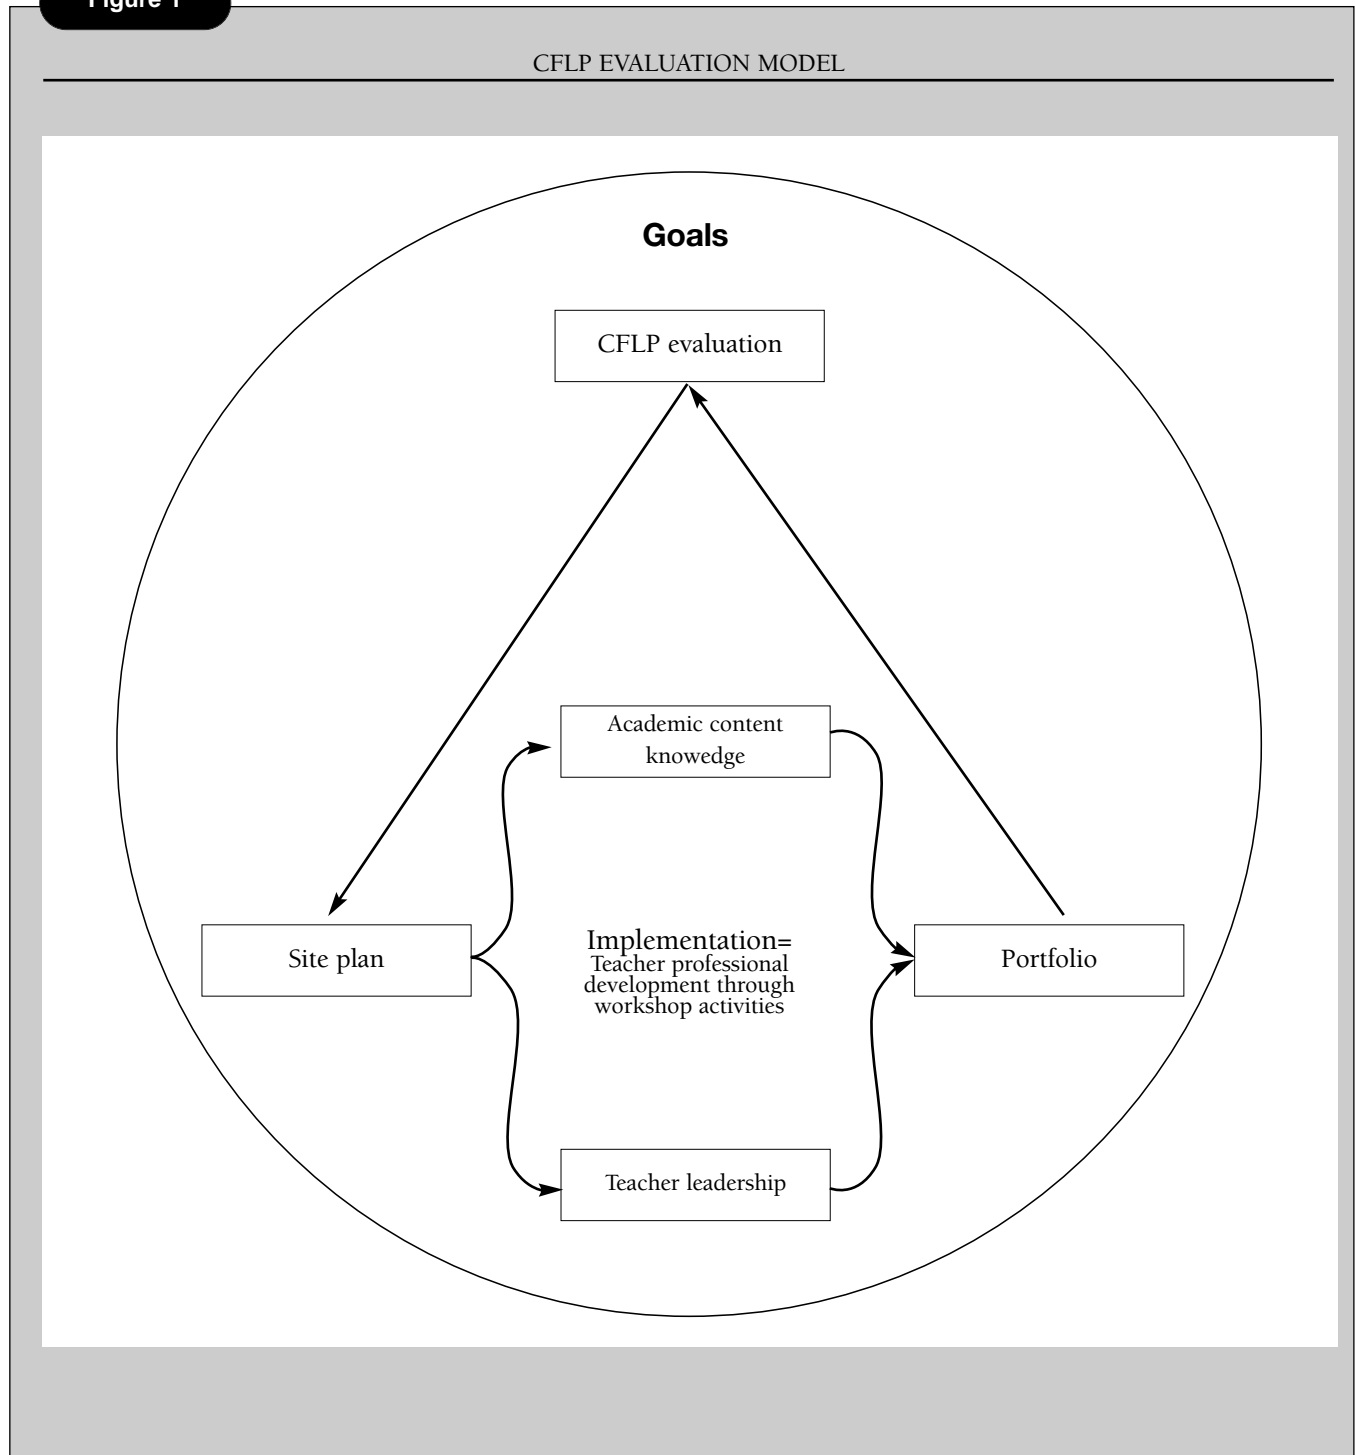 Figure 1
CFLP EVALUATION MODEL
Goals
CFLP evaluation
Academic content
knowedge
Site plan
Implementation=
Teacher professional
development through
workshop activities
Portfolio
Teacher leadership